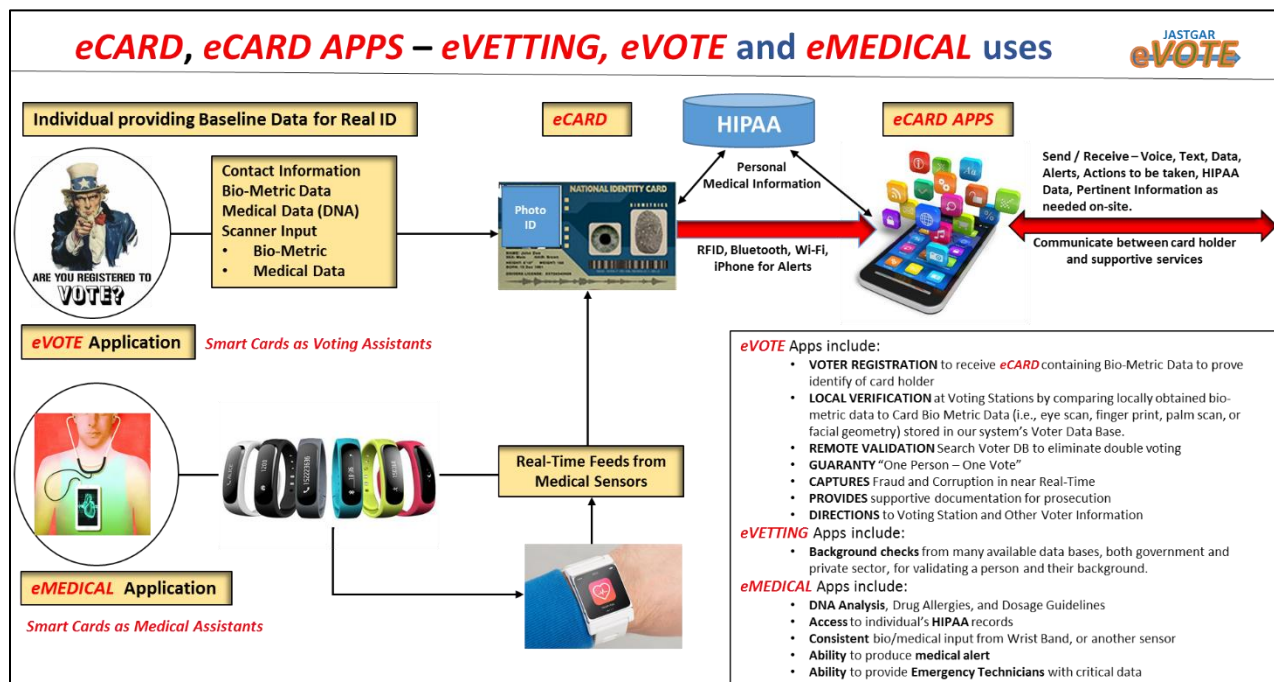 eCARD, eCARD APPS – eVETTING, eVOTE and eMEDICAL uses
JASTGAR
eVOTE
Individual providing Baseline Data for Real ID
ARE YOU REGISTERED TO
VOTE?
Contact Information
Bio-Metric Data
Medical Data (DNA)
Scanner Input
• Bio-Metric
• Medical Data
eCARD
NATIONAL IDENTITY CARD
Photo
ID
BIOMETRICS
HIPAA
Personal
Medical Information
RFID, Bluetooth, Wi-Fi,
iPhone for Alerts
eCARD APPS
Send / Receive – Voice, Text, Data,
Alerts, Actions to be taken, HIPAA
Data, Pertinent Information as
needed on-site.
Communicate between card holder
and supportive services
eVOTE Application
Smart Cards as Voting Assistants
Real-Time Feeds from
Medical Sensors
eMEDICAL Application
Smart Cards as Medical Assistants
eVOTE Apps include:
• VOTER REGISTRATION to receive eCARD containing Bio-Metric Data to prove
identify of card holder
• LOCAL VERIFICATION at Voting Stations by comparing locally obtained bio-
metric data to Card Bio Metric Data (i.e., eye scan, finger print, palm scan, or
facial geometry) stored in our system's Voter Data Base.
• REMOTE VALIDATION Search Voter DB to eliminate double voting
• GUARANTY “One Person – One Vote”
• CAPTURES Fraud and Corruption in near Real-Time
• PROVIDES supportive documentation for prosecution
• DIRECTIONS to Voting Station and Other Voter Information
eVETTING Apps include:
• Background checks from many available data bases, both government and
private sector, for validating a person and their background.
eMEDICAL Apps include:
• DNA Analysis, Drug Allergies, and Dosage Guidelines
• Access to individual's HIPAA records
• Consistent bio/medical input from Wrist Band, or another sensor
• Ability to produce medical alert
• Ability to provide Emergency Technicians with critical data